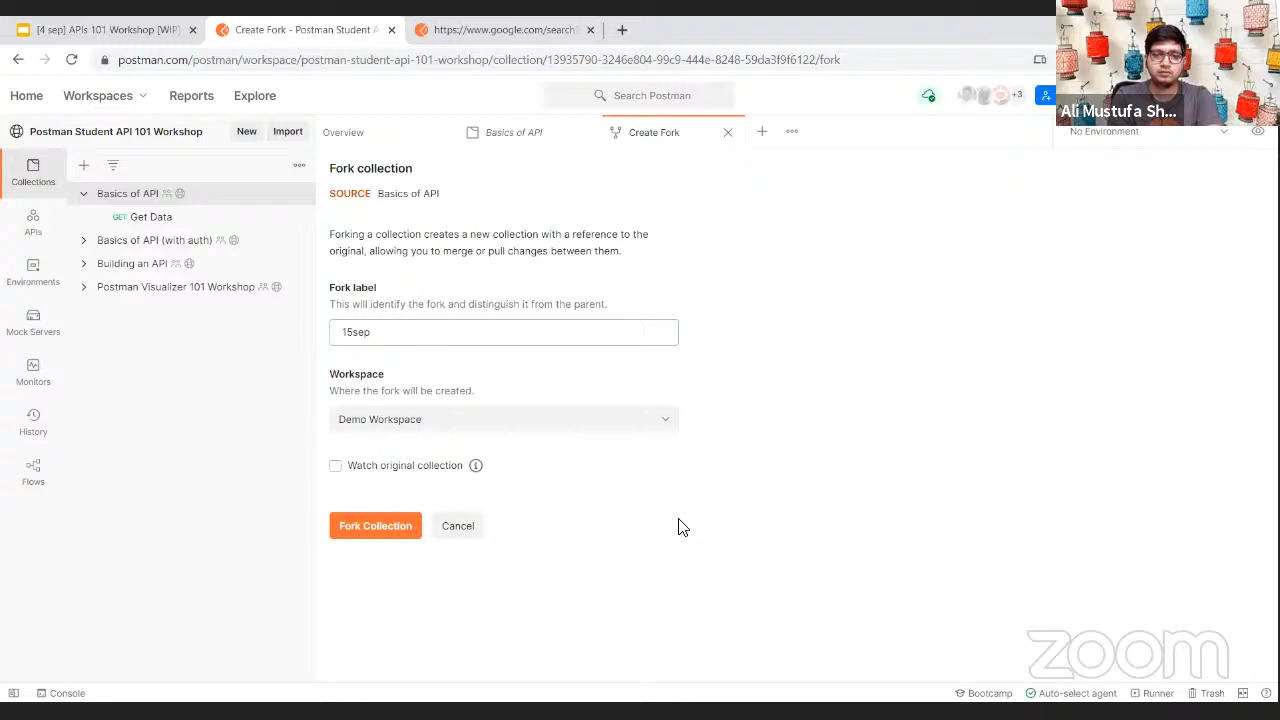 [4 sep] APIs 101 Workshop [WIP]
Create Fork - Postman Student A
https://www.google.com/search?
postman.com/postman/workspace/postman-student-api-101-workshop/collection/13935790-3246e804-99c9-444e-8248-59da3f9f6122/fork
Home
Workspaces
Reports
Explore
Search Postman
+3
Ali Mustufa Sh...
Postman Student API 101 Workshop
New
Import
Overview
Basics of API
Create Fork
No Environment
Collections
APIs
Environments
Mock Servers
Monitors
History
Flows
Basics of API
GET Get Data
Basics of API (with auth)
Building an API
Postman Visualizer 101 Workshop
Fork collection
SOURCE Basics of API
Forking a collection creates a new collection with a reference to the
original, allowing you to merge or pull changes between them.
Fork label
This will identify the fork and distinguish it from the parent.
15sep
Workspace
Where the fork will be created.
Demo Workspace
Watch original collection
Fork Collection
Cancel
zoom
Console
Bootcamp
Auto-select agent
Runner
Trash